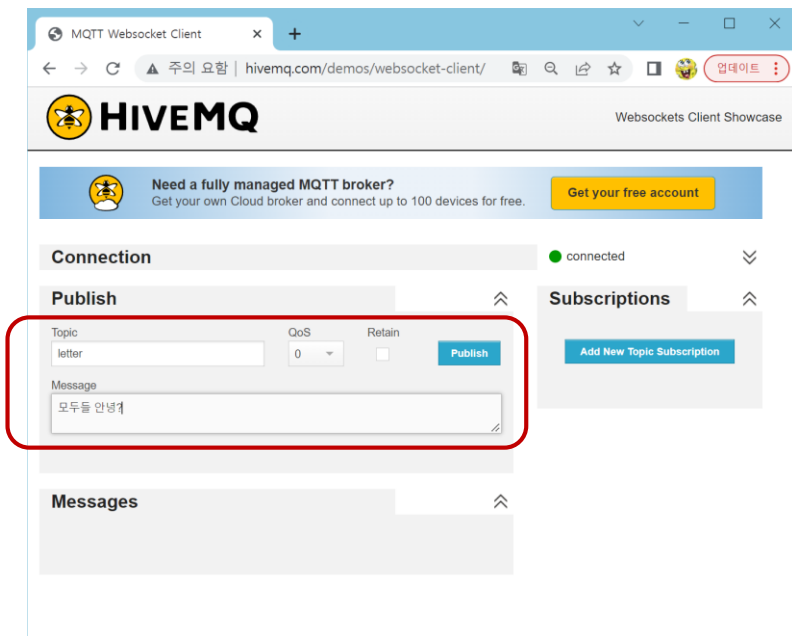 MQTT Websocket Client
주의 요함 | hivemq.com/demos/websocket-client/
업데이트
HIVEMQ
Websockets Client Showcase
Need a fully managed MQTT broker?
Get your own Cloud broker and connect up to 100 devices for free.
Get your free account
Connection
connected
Publish
Subscriptions
Topic QoS Retain
letter 0 Publish
Add New Topic Subscription
Message
모두들 안녕?
Messages